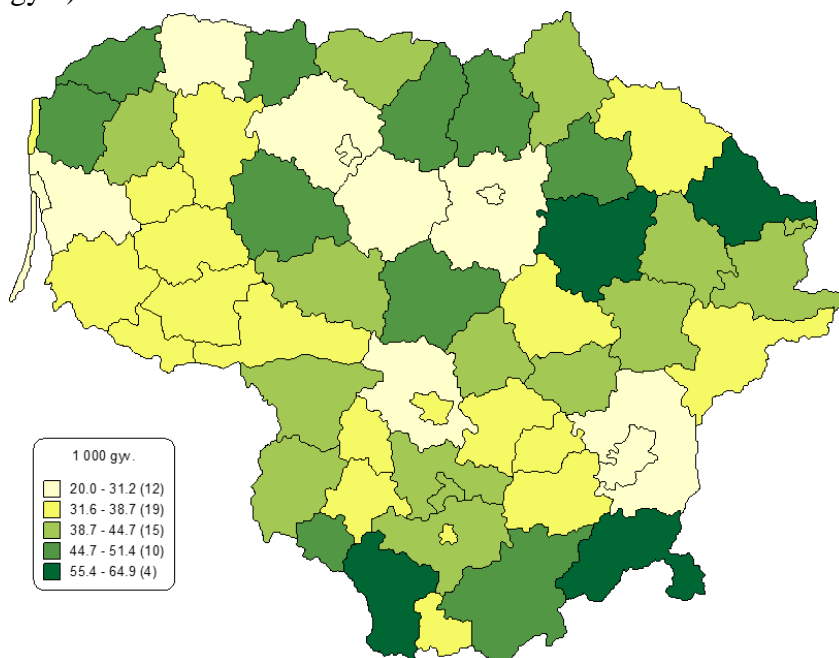 gyv.)
1 000 gyv.
20.0 - 31.2 (12)
31.6 - 38.7 (19)
38.7 - 44.7 (15)
44.7 - 51.4 (10)
55.4 - 64.9 (4)